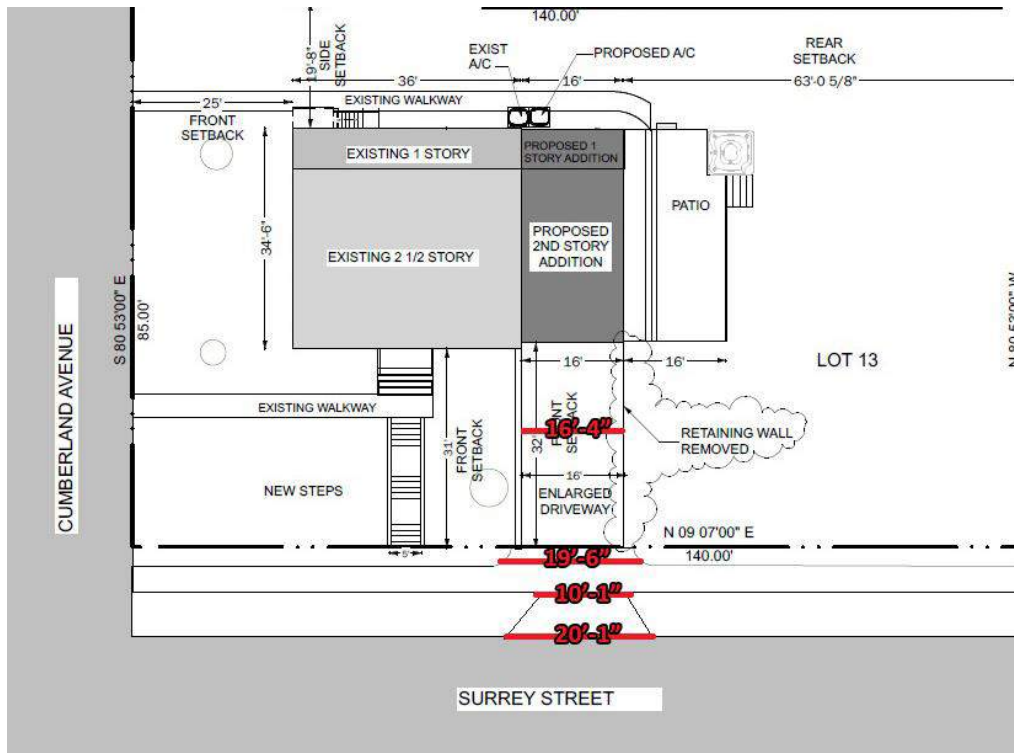 140.00'
19'-8"
SIDE
SETBACK
EXIST
A/C
PROPOSED A/C
REAR
SETBACK
36'
16'
63'-0 5/8"
25'
EXISTING WALKWAY
FRONT
SETBACK
EXISTING 1 STORY
PROPOSED 1
STORY ADDITION
PATIO
34'-6"
EXISTING 2 1/2 STORY
PROPOSED
2ND STORY
ADDITION
CUMBERLAND AVENUE
S 80 53'00" E
85.00'
N 80 53'00" W
16'
16'
LOT 13
EXISTING WALKWAY
31'
FRONT
SETBACK
32'
FRONT
SETBACK
16'-4"
RETAINING WALL
REMOVED
16'
NEW STEPS
ENLARGED
DRIVEWAY
N 09 07'00" E
5'
140.00'
19'-6"
10'-1"
20'-1"
SURREY STREET